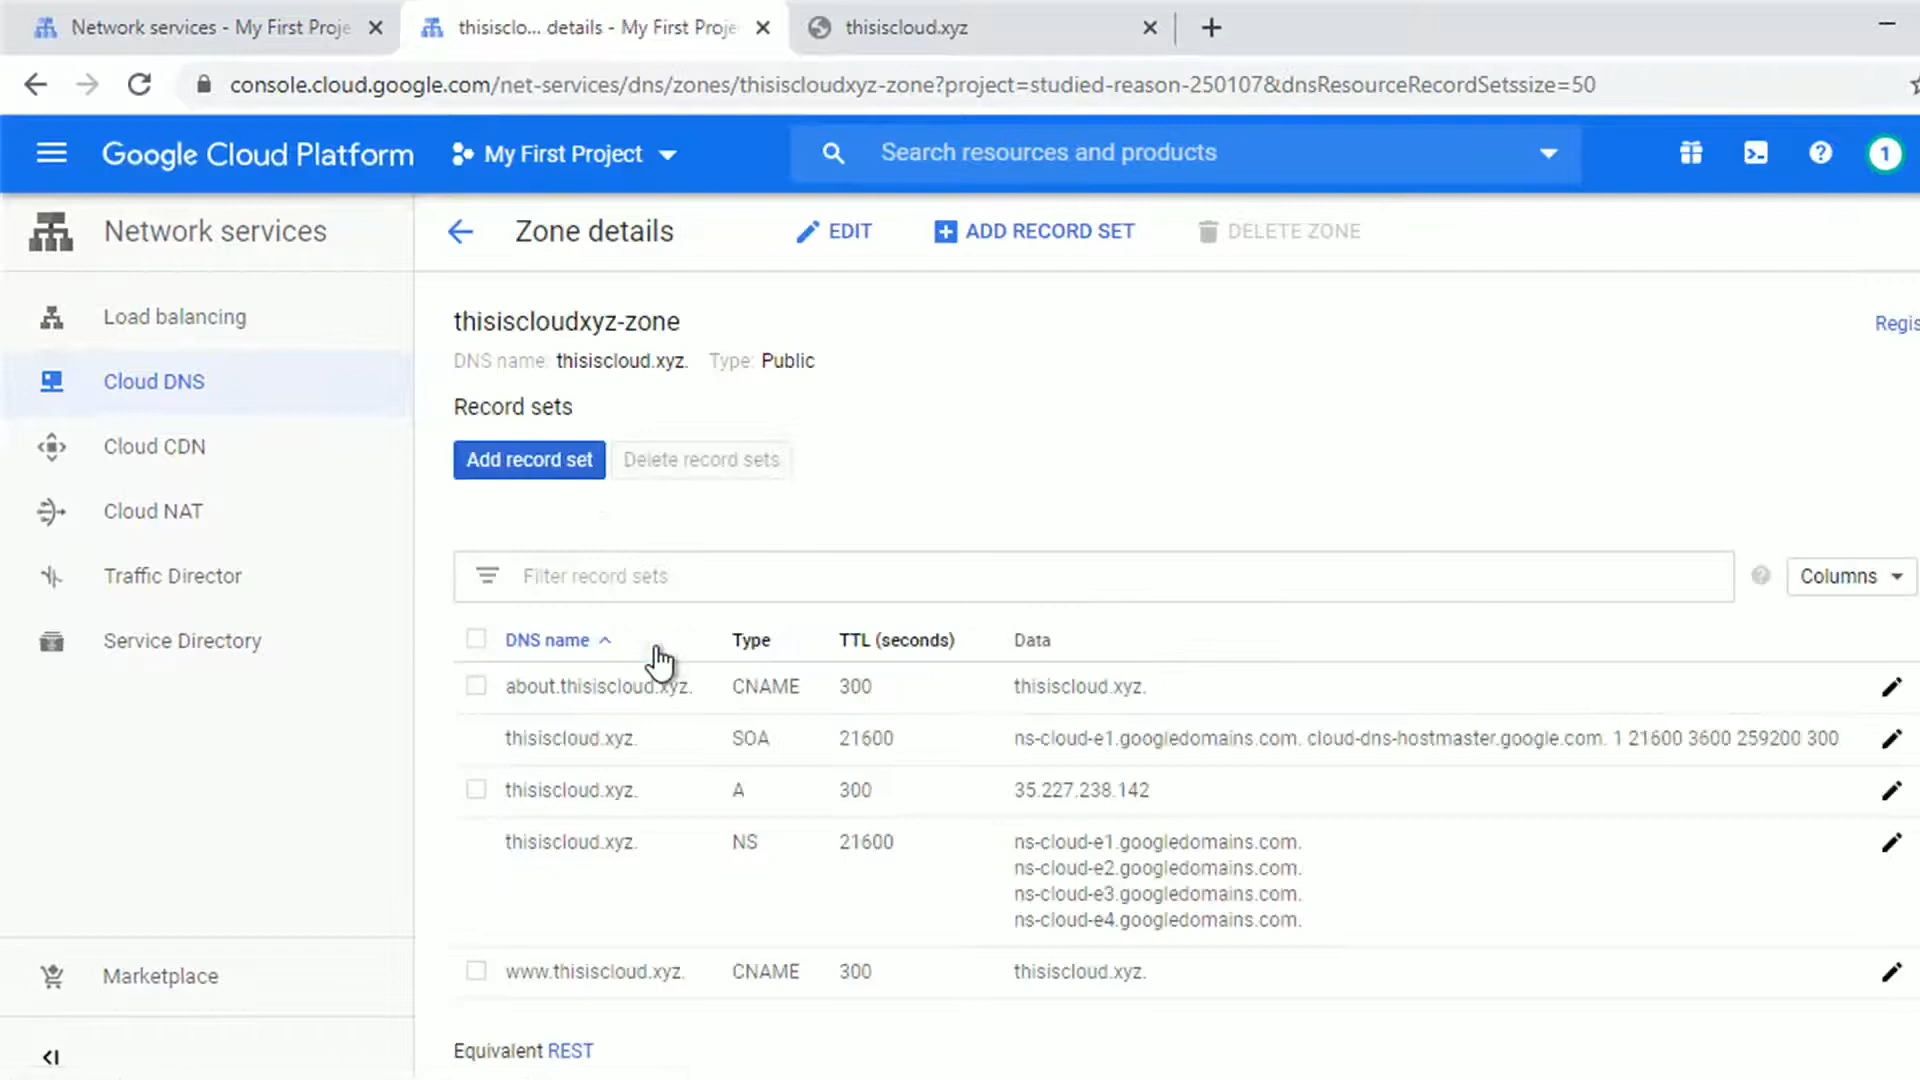 Network services - My First Proje
thisisclo... details - My First Proje
thisiscloud.xyz
console.cloud.google.com/net-services/dns/zones/thisiscloudxyz-zone?project=studied-reason-250107&dnsResourceRecordSetssize=50
Google Cloud Platform
My First Project
Search resources and products
1
Network services
Zone details
EDIT
ADD RECORD SET
DELETE ZONE
Load balancing
Cloud DNS
Cloud CDN
Cloud NAT
Traffic Director
Service Directory
Marketplace
thisiscloudxyz-zone
Regis
DNS name: thisiscloud.xyz. Type: Public
Record sets
Add record set
Delete record sets
Filter record sets
Columns
DNS name Type TTL (seconds) Data
about.thisiscloud.xyz. CNAME 300 thisiscloud.xyz.
thisiscloud.xyz. SOA 21600 ns-cloud-e1.googledomains.com. cloud-dns-hostmaster.google.com. 1 21600 3600 259200 300
thisiscloud.xyz. A 300 35.227.238.142
thisiscloud.xyz. NS 21600 ns-cloud-e1.googledomains.com.
ns-cloud-e2.googledomains.com.
ns-cloud-e3.googledomains.com.
ns-cloud-e4.googledomains.com.
www.thisiscloud.xyz. CNAME 300 thisiscloud.xyz.
Equivalent REST